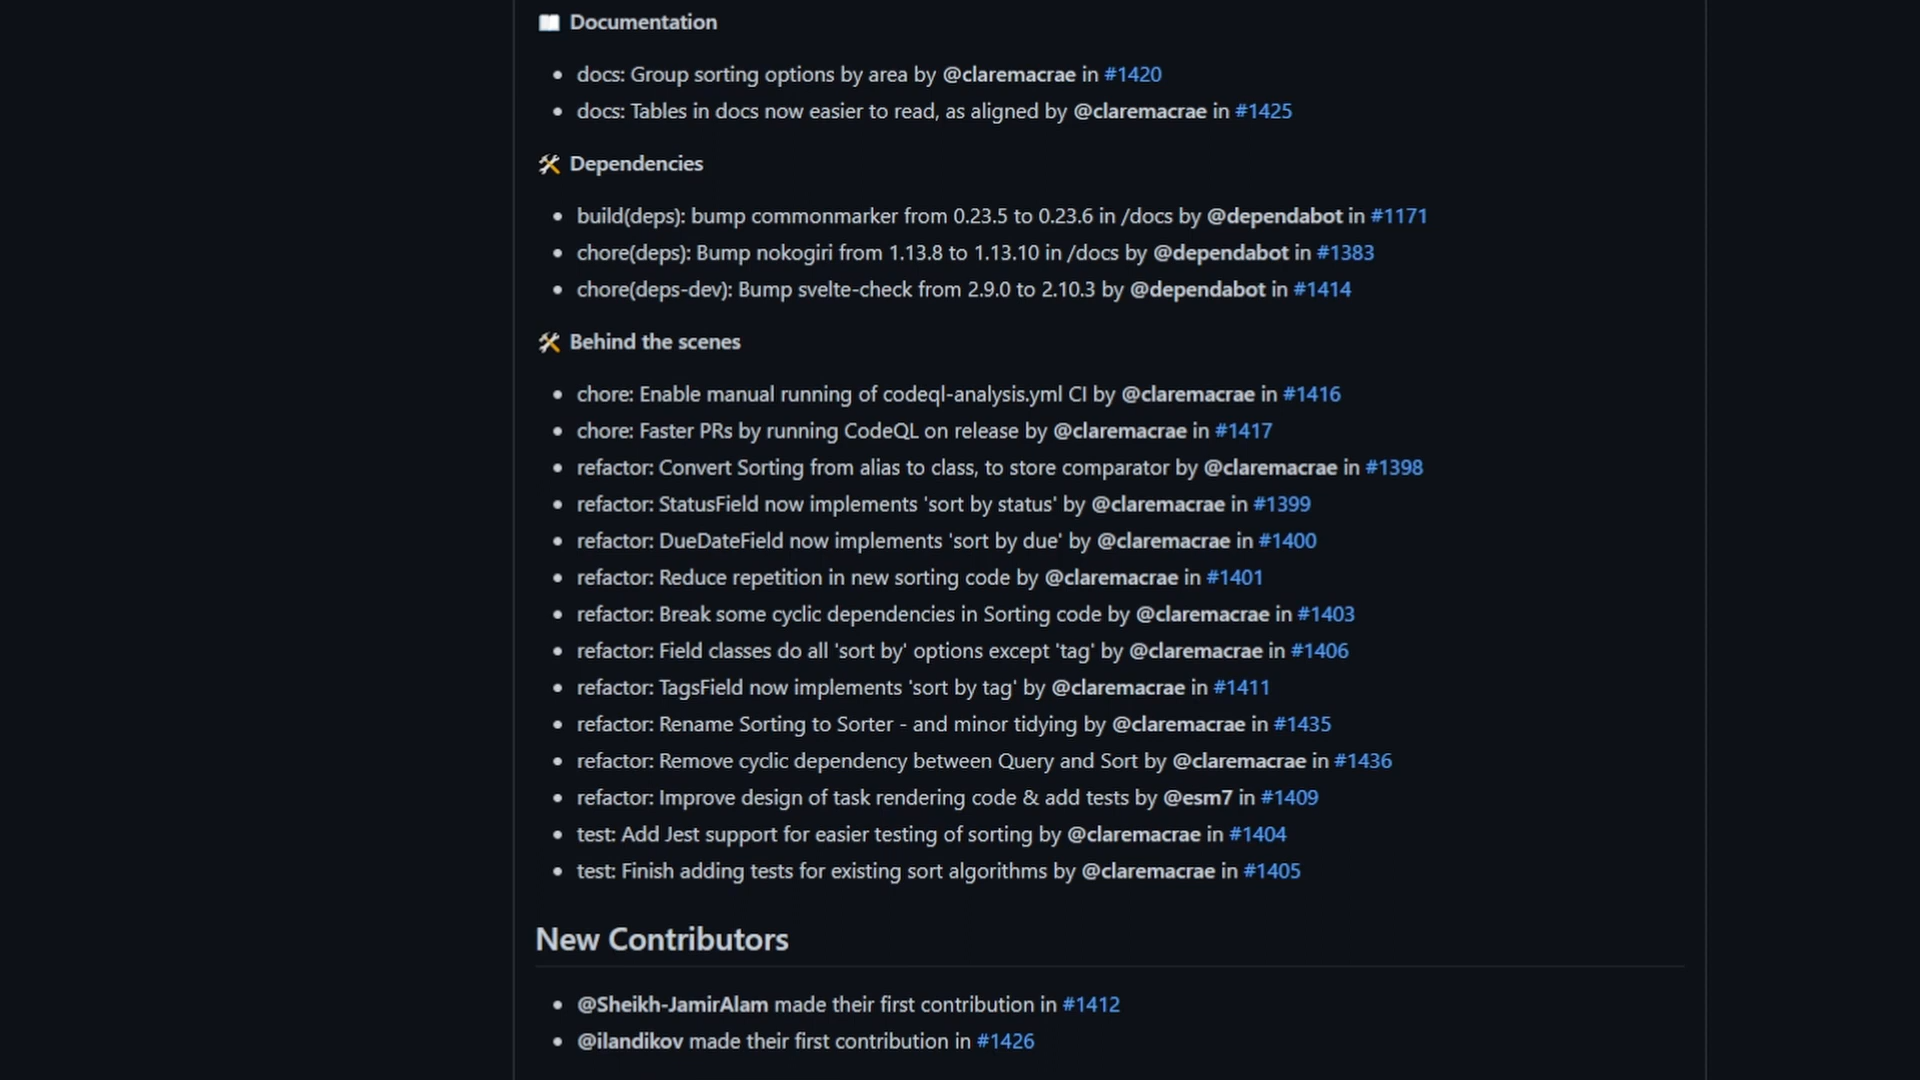 Documentation
docs: Group sorting options by area by @claremacrae in #1420
docs: Tables in docs now easier to read, as aligned by @claremacrae in #1425
Dependencies
build(deps): bump commonmarker from 0.23.5 to 0.23.6 in /docs by @dependabot in #1171
chore(deps): Bump nokogiri from 1.13.8 to 1.13.10 in /docs by @dependabot in #1383
chore(deps-dev): Bump svelte-check from 2.9.0 to 2.10.3 by @dependabot in #1414
Behind the scenes
chore: Enable manual running of codeql-analysis.yml CI by @claremacrae in #1416
chore: Faster PRs by running CodeQL on release by @claremacrae in #1417
refactor: Convert Sorting from alias to class, to store comparator by @claremacrae in #1398
refactor: StatusField now implements 'sort by status' by @claremacrae in #1399
refactor: DueDateField now implements 'sort by due' by @claremacrae in #1400
refactor: Reduce repetition in new sorting code by @claremacrae in #1401
refactor: Break some cyclic dependencies in Sorting code by @claremacrae in #1403
refactor: Field classes do all 'sort by' options except 'tag' by @claremacrae in #1406
refactor: TagsField now implements 'sort by tag' by @claremacrae in #1411
refactor: Rename Sorting to Sorter - and minor tidying by @claremacrae in #1435
refactor: Remove cyclic dependency between Query and Sort by @claremacrae in #1436
refactor: Improve design of task rendering code & add tests by @esm7 in #1409
test: Add Jest support for easier testing of sorting by @claremacrae in #1404
test: Finish adding tests for existing sort algorithms by @claremacrae in #1405
New Contributors
@Sheikh-JamirAlam made their first contribution in #1412
@ilandikov made their first contribution in #1426